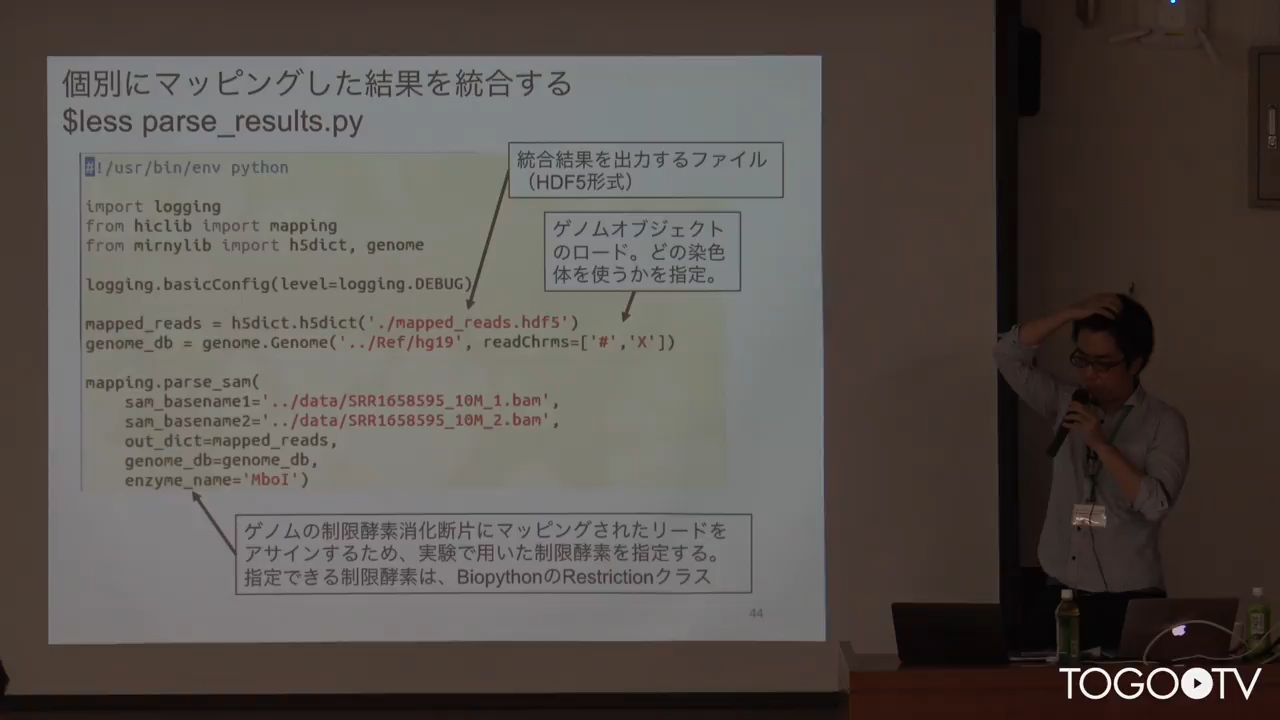 個別にマッピングした結果を統合する
$less parse_results.py
#!/usr/bin/env python
import logging
from hiclib import mapping
from mirnylib import h5dict, genome
logging.basicConfig(level=logging.DEBUG)
mapped_reads = h5dict.h5dict('./mapped_reads.hdf5')
genome_db = genome.Genome('../Ref/hg19', readChrms=['#','X'])
mapping.parse_sam(
sam_basename1='../data/SRR1658595_10M_1.bam',
sam_basename2='../data/SRR1658595_10M_2.bam',
out_dict=mapped_reads,
genome_db=genome_db,
enzyme_name='MboI')
統合結果を出力するファイル
（HDF5形式）
ゲノムオブジェクト
のロード。どの染色
体を使うかを指定。
ゲノムの制限酵素消化断片にマッピングされたリードを
アサインするため、実験で用いた制限酵素を指定する。
指定できる制限酵素は、BiopythonのRestrictionクラス
44
TOGOTV